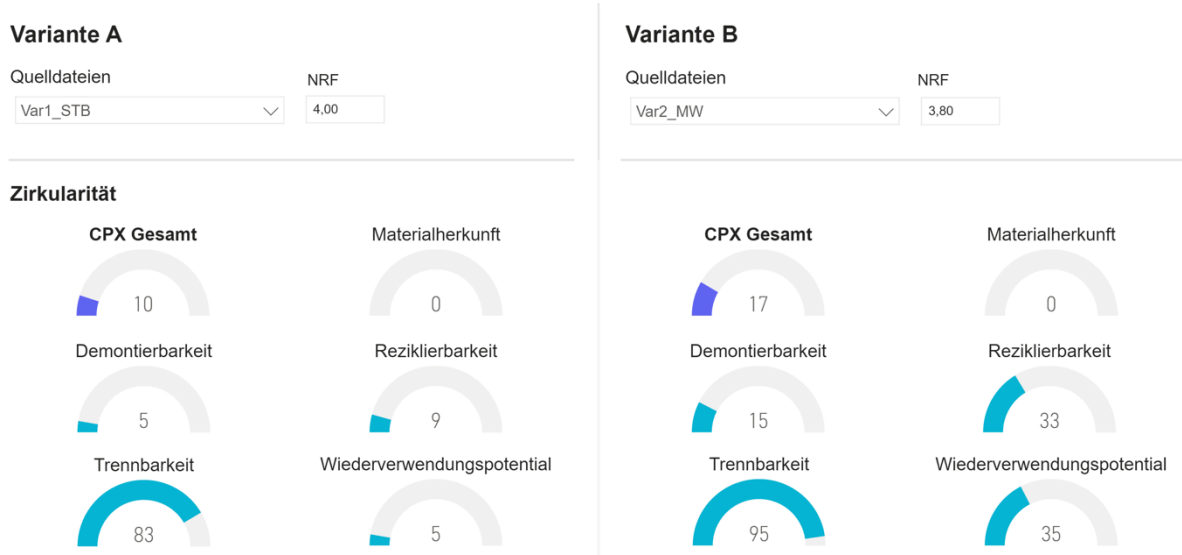 Variante A
Quelldateien
NRF
Var1_STB
4,00
Zirkularität
CPX Gesamt
Materialherkunft
10
0
Demontierbarkeit
Reziklierbarkeit
5
9
Trennbarkeit
Wiederverwendungspotential
83
5
Variante B
Quelldateien
NRF
Var2_MW
3,80
CPX Gesamt
Materialherkunft
17
0
Demontierbarkeit
Reziklierbarkeit
15
33
Trennbarkeit
Wiederverwendungspotential
95
35